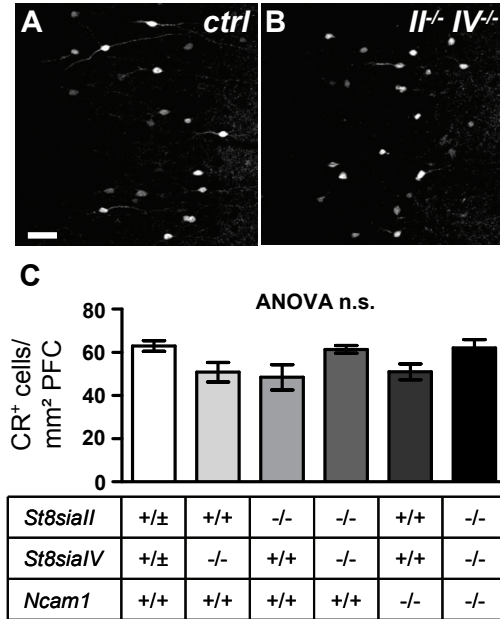 A ctrl
B II-/- IV-/-
C
ANOVA n.s.
CR⁺ cells/
mm² PFC
80
60
40
20
0
St8siaII +/± +/+ -/- -/- +/+ -/-
St8siaIV +/± -/- +/+ -/- +/+ -/-
Ncam1 +/+ +/+ +/+ +/+ -/- -/-